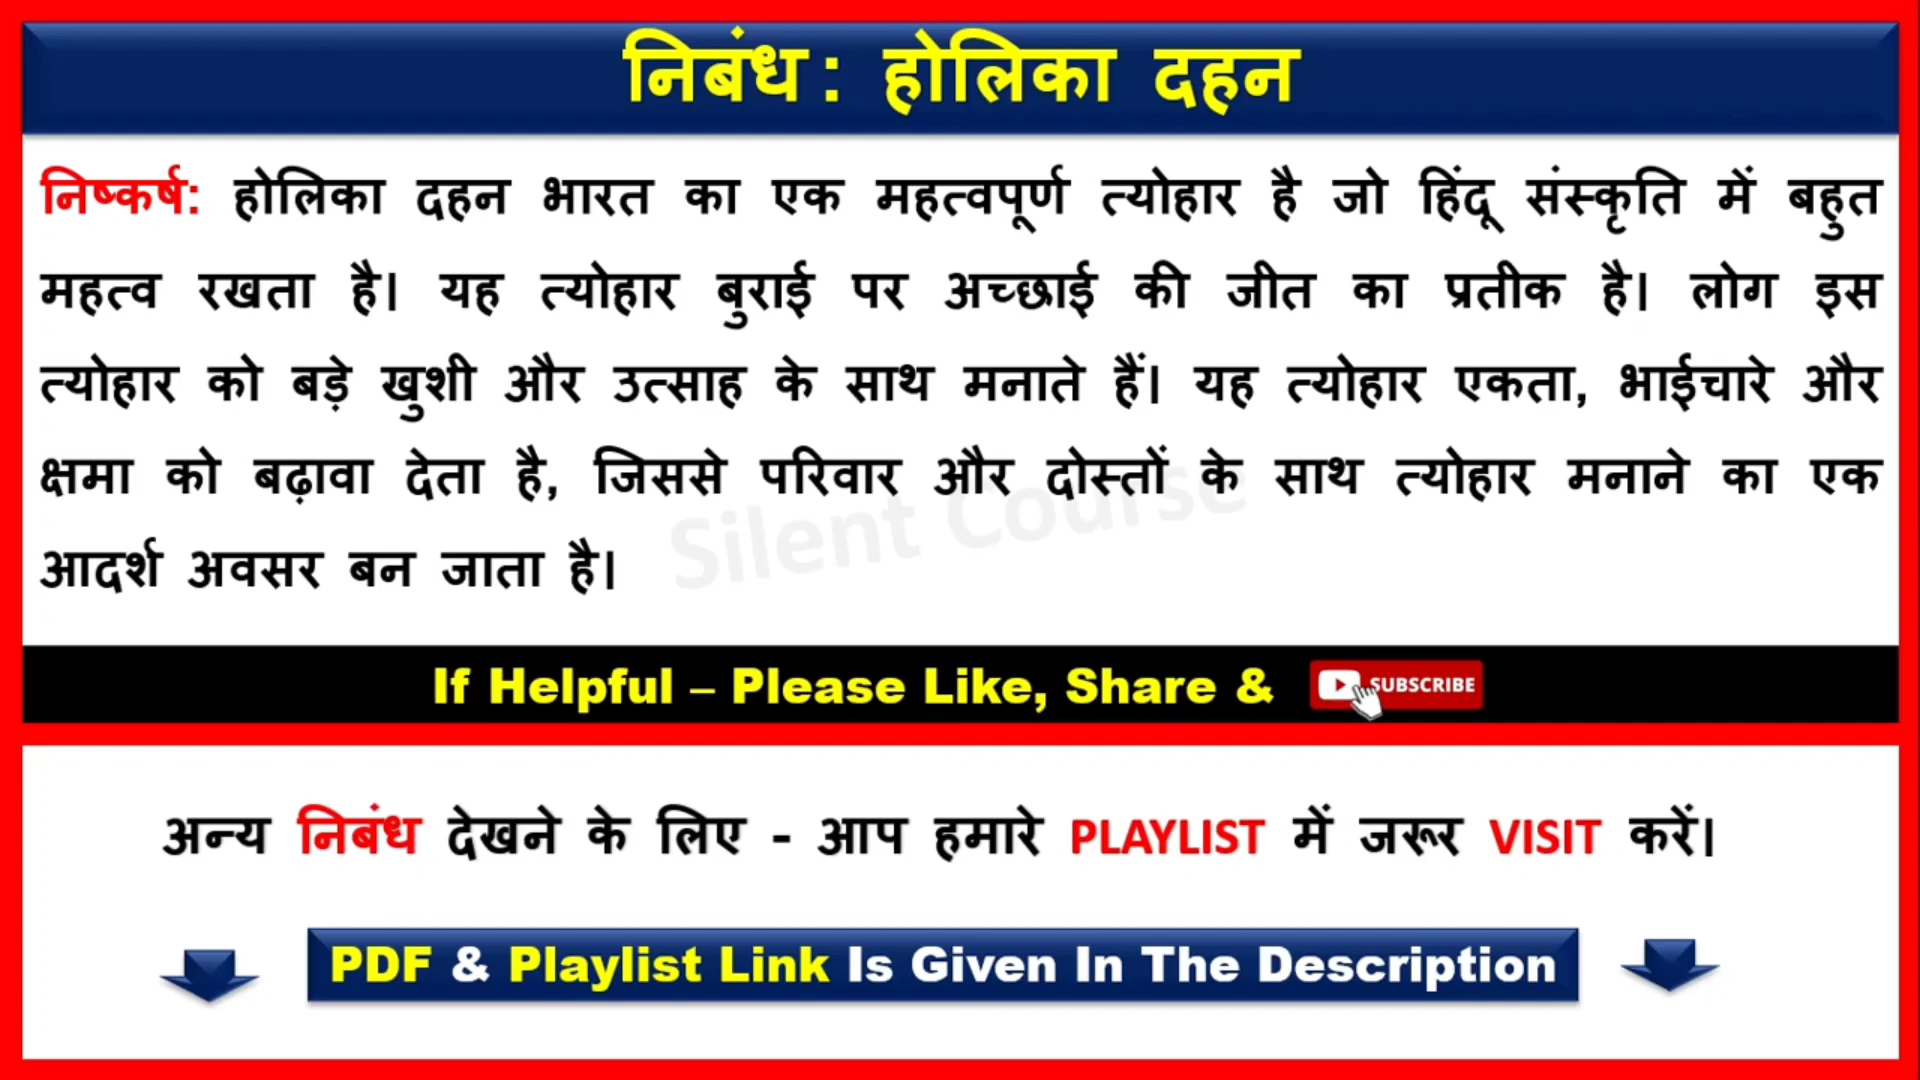 निबंध : होलिका दहन
निष्कर्ष: होलिका दहन भारत का एक महत्वपूर्ण त्योहार है जो हिंदू संस्कृति में बहुत
महत्व रखता है। यह त्योहार बुराई पर अच्छाई की जीत का प्रतीक है। लोग इस
त्योहार को बड़े खुशी और उत्साह के साथ मनाते हैं। यह त्योहार एकता, भाईचारे और
क्षमा को बढ़ावा देता है, जिससे परिवार और दोस्तों के साथ त्योहार मनाने का एक
आदर्श अवसर बन जाता है।
Silent Course
If Helpful – Please Like, Share & SUBSCRIBE
अन्य निबंध देखने के लिए - आप हमारे PLAYLIST में जरूर VISIT करें।
PDF & Playlist Link Is Given In The Description